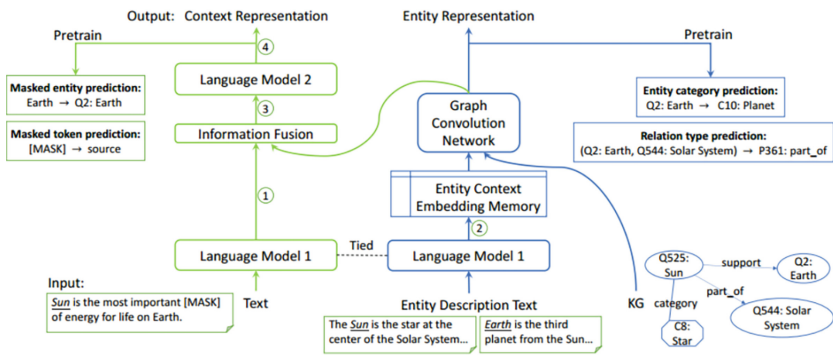 Output: Context Representation
Entity Representation
Pretrain
Pretrain
4
Masked entity prediction:
Earth → Q2: Earth
Masked token prediction:
[MASK] → source
Language Model 2
3
Information Fusion
1
Language Model 1
Tied
Graph
Convolution
Network
Entity Context
Embedding Memory
2
Language Model 1
Entity category prediction:
Q2: Earth → C10: Planet
Relation type prediction:
(Q2: Earth, Q544: Solar System) → P361: part_of
Input:
Sun is the most important [MASK]
of energy for life on Earth.
Text
Entity Description Text
The Sun is the star at the
center of the Solar System...
Earth is the third
planet from the Sun...
KG
Q525:
Sun
support
Q2:
Earth
part_of
category
Q544: Solar
System
C8:
Star